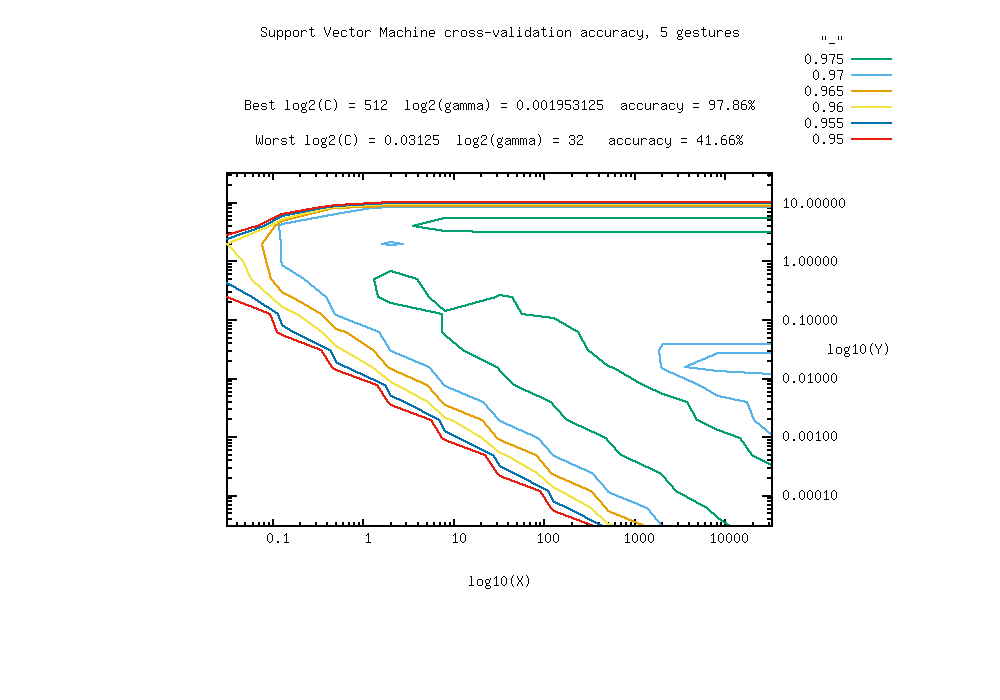 Support Vector Machine cross-validation accuracy, 5 gestures
"_"
0.975
0.97
0.965
0.96
0.955
0.95
Best log2(C) = 512 log2(gamma) = 0.001953125 accuracy = 97.86%
Worst log2(C) = 0.03125 log2(gamma) = 32 accuracy = 41.66%
10.00000
1.00000
0.10000
log10(Y)
0.01000
0.00100
0.00010
0.1 1 10 100 1000 10000
log10(X)